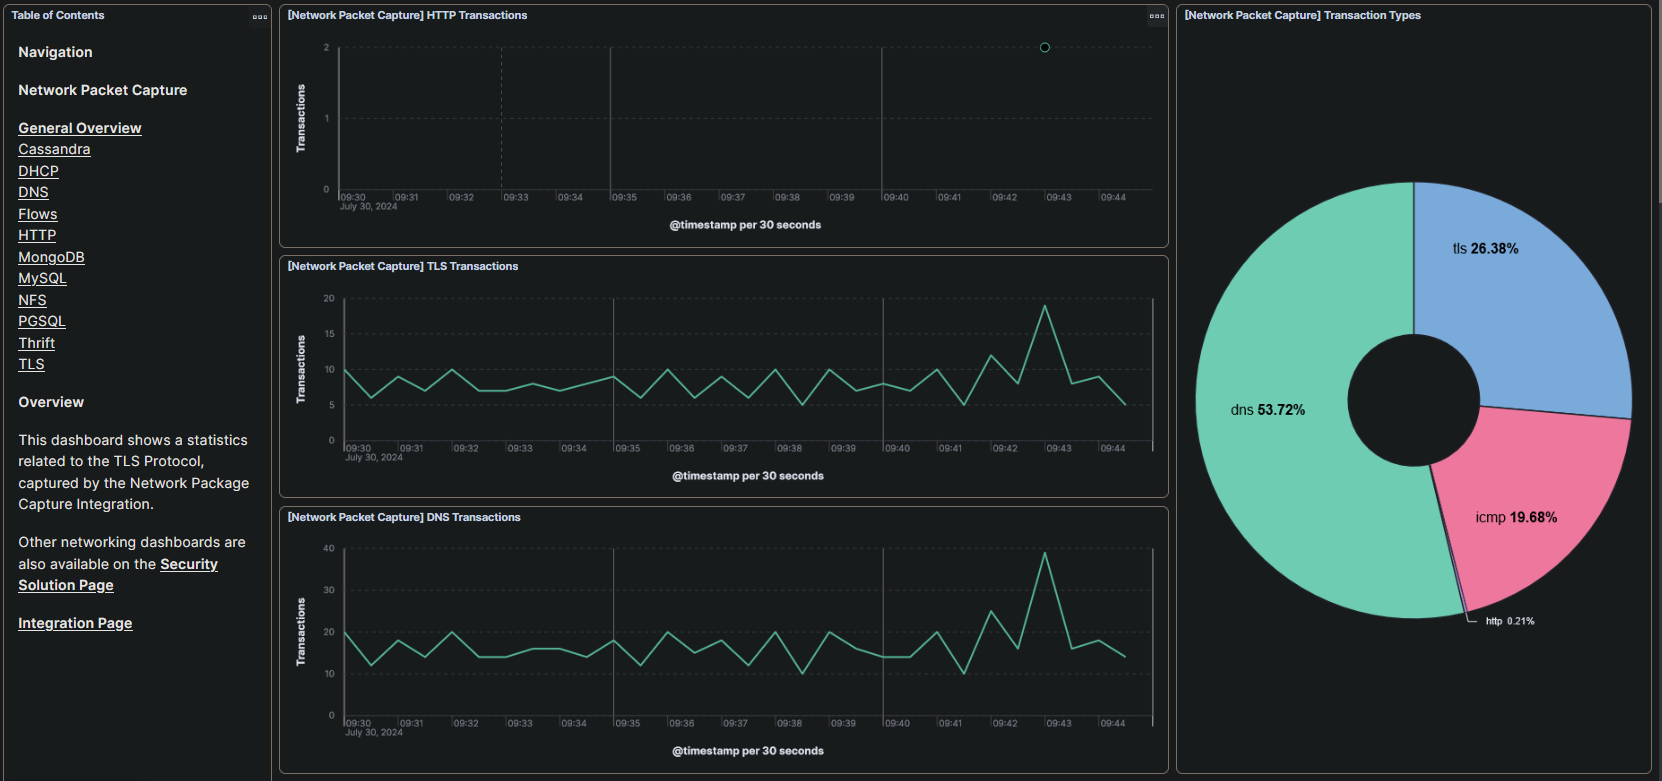 Table of Contents
Navigation
Network Packet Capture
General Overview
Cassandra
DHCP
DNS
Flows
HTTP
MongoDB
MySQL
NFS
PGSQL
Thrift
TLS
Overview
This dashboard shows a statistics
related to the TLS Protocol,
captured by the Network Package
Capture Integration.
Other networking dashboards are
also available on the Security
Solution Page
Integration Page
[Network Packet Capture] HTTP Transactions
Transactions
2
1
0
09:30 09:31 09:32 09:33 09:34 09:35 09:36 09:37 09:38 09:39 09:40 09:41 09:42 09:43 09:44
July 30, 2024
@timestamp per 30 seconds
[Network Packet Capture] TLS Transactions
Transactions
20
15
10
5
0
09:30 09:31 09:32 09:33 09:34 09:35 09:36 09:37 09:38 09:39 09:40 09:41 09:42 09:43 09:44
July 30, 2024
@timestamp per 30 seconds
[Network Packet Capture] DNS Transactions
Transactions
40
30
20
10
0
09:30 09:31 09:32 09:33 09:34 09:35 09:36 09:37 09:38 09:39 09:40 09:41 09:42 09:43 09:44
July 30, 2024
@timestamp per 30 seconds
[Network Packet Capture] Transaction Types
tls 26.38%
dns 53.72%
icmp 19.68%
http 0.21%